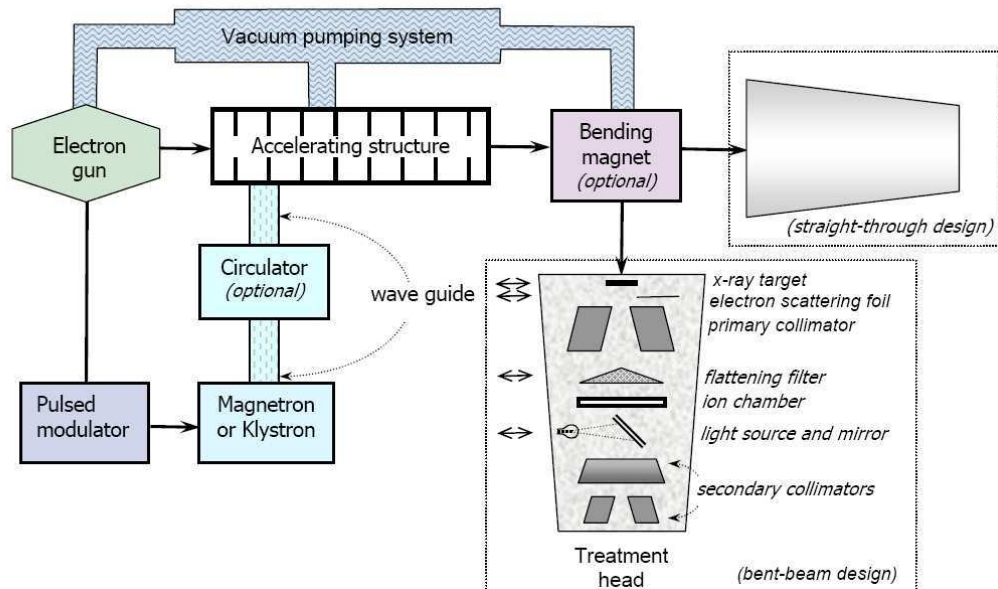 Vacuum pumping system
Electron
gun
Accelerating structure
Bending
magnet
(optional)
(straight-through design)
Circulator
(optional)
wave guide
Pulsed
modulator
Magnetron
or Klystron
x-ray target
electron scattering foil
primary collimator
flattening filter
ion chamber
light source and mirror
secondary collimators
Treatment
head
(bent-beam design)